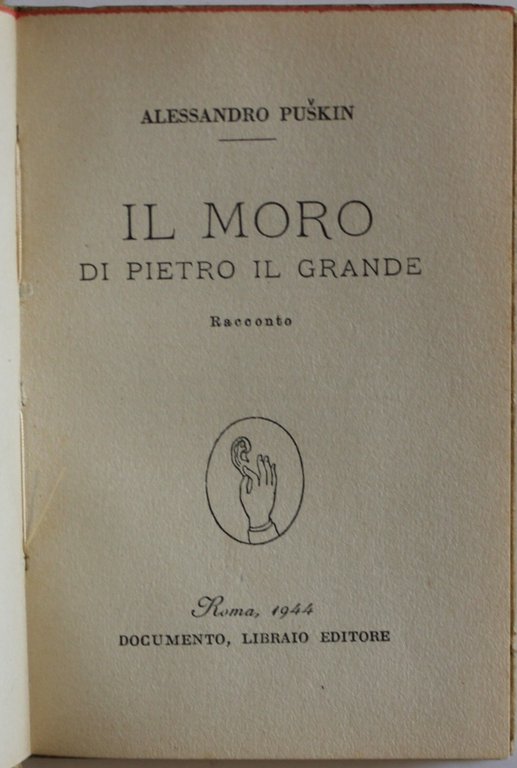 ALESSANDRO PUŠKIN
IL MORO
DI PIETRO IL GRANDE
Racconto
Roma, 1944
DOCUMENTO, LIBRAIO EDITORE